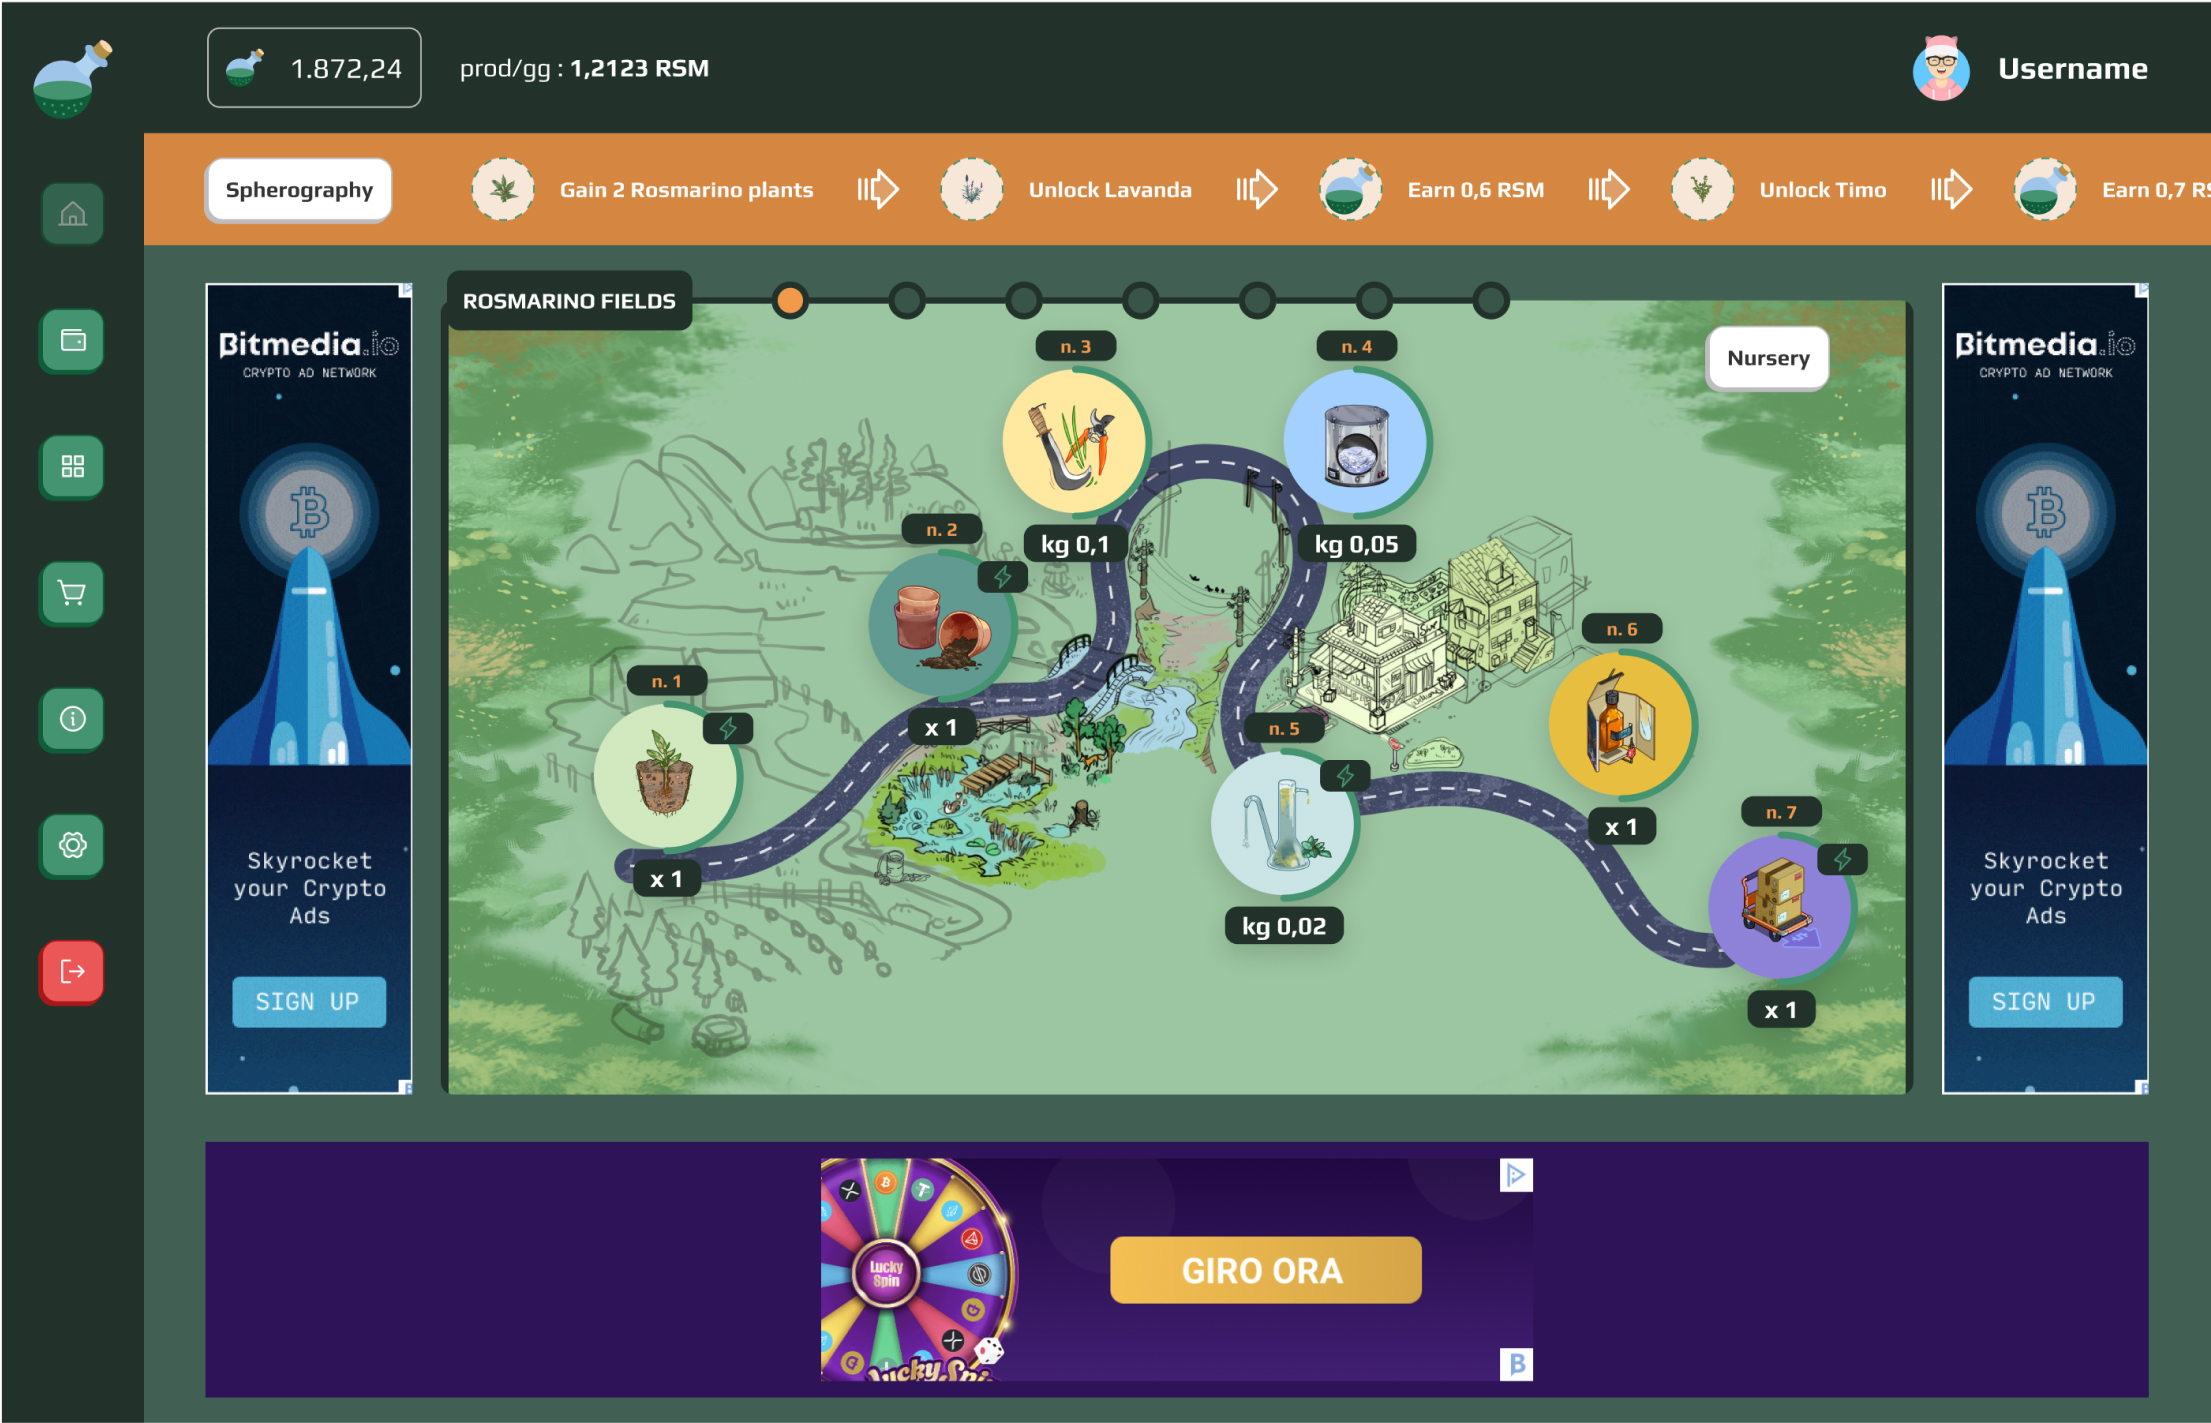 1.872,24
prod/gg : 1,2123 RSM
Username
Spherography
Gain 2 Rosmarino plants
Unlock Lavanda
Earn 0,6 RSM
Unlock Timo
Earn 0,7 RS
ROSMARINO FIELDS
Nursery
n. 3
kg 0,1
n. 4
kg 0,05
n. 2
x 1
n. 1
x 1
n. 5
kg 0,02
n. 6
x 1
n. 7
x 1
Bitmedia.io
CRYPTO AD NETWORK
Skyrocket
your Crypto
Ads
SIGN UP
Bitmedia.io
CRYPTO AD NETWORK
Skyrocket
your Crypto
Ads
SIGN UP
Lucky
Spin
Lucky Spi
GIRO ORA
B